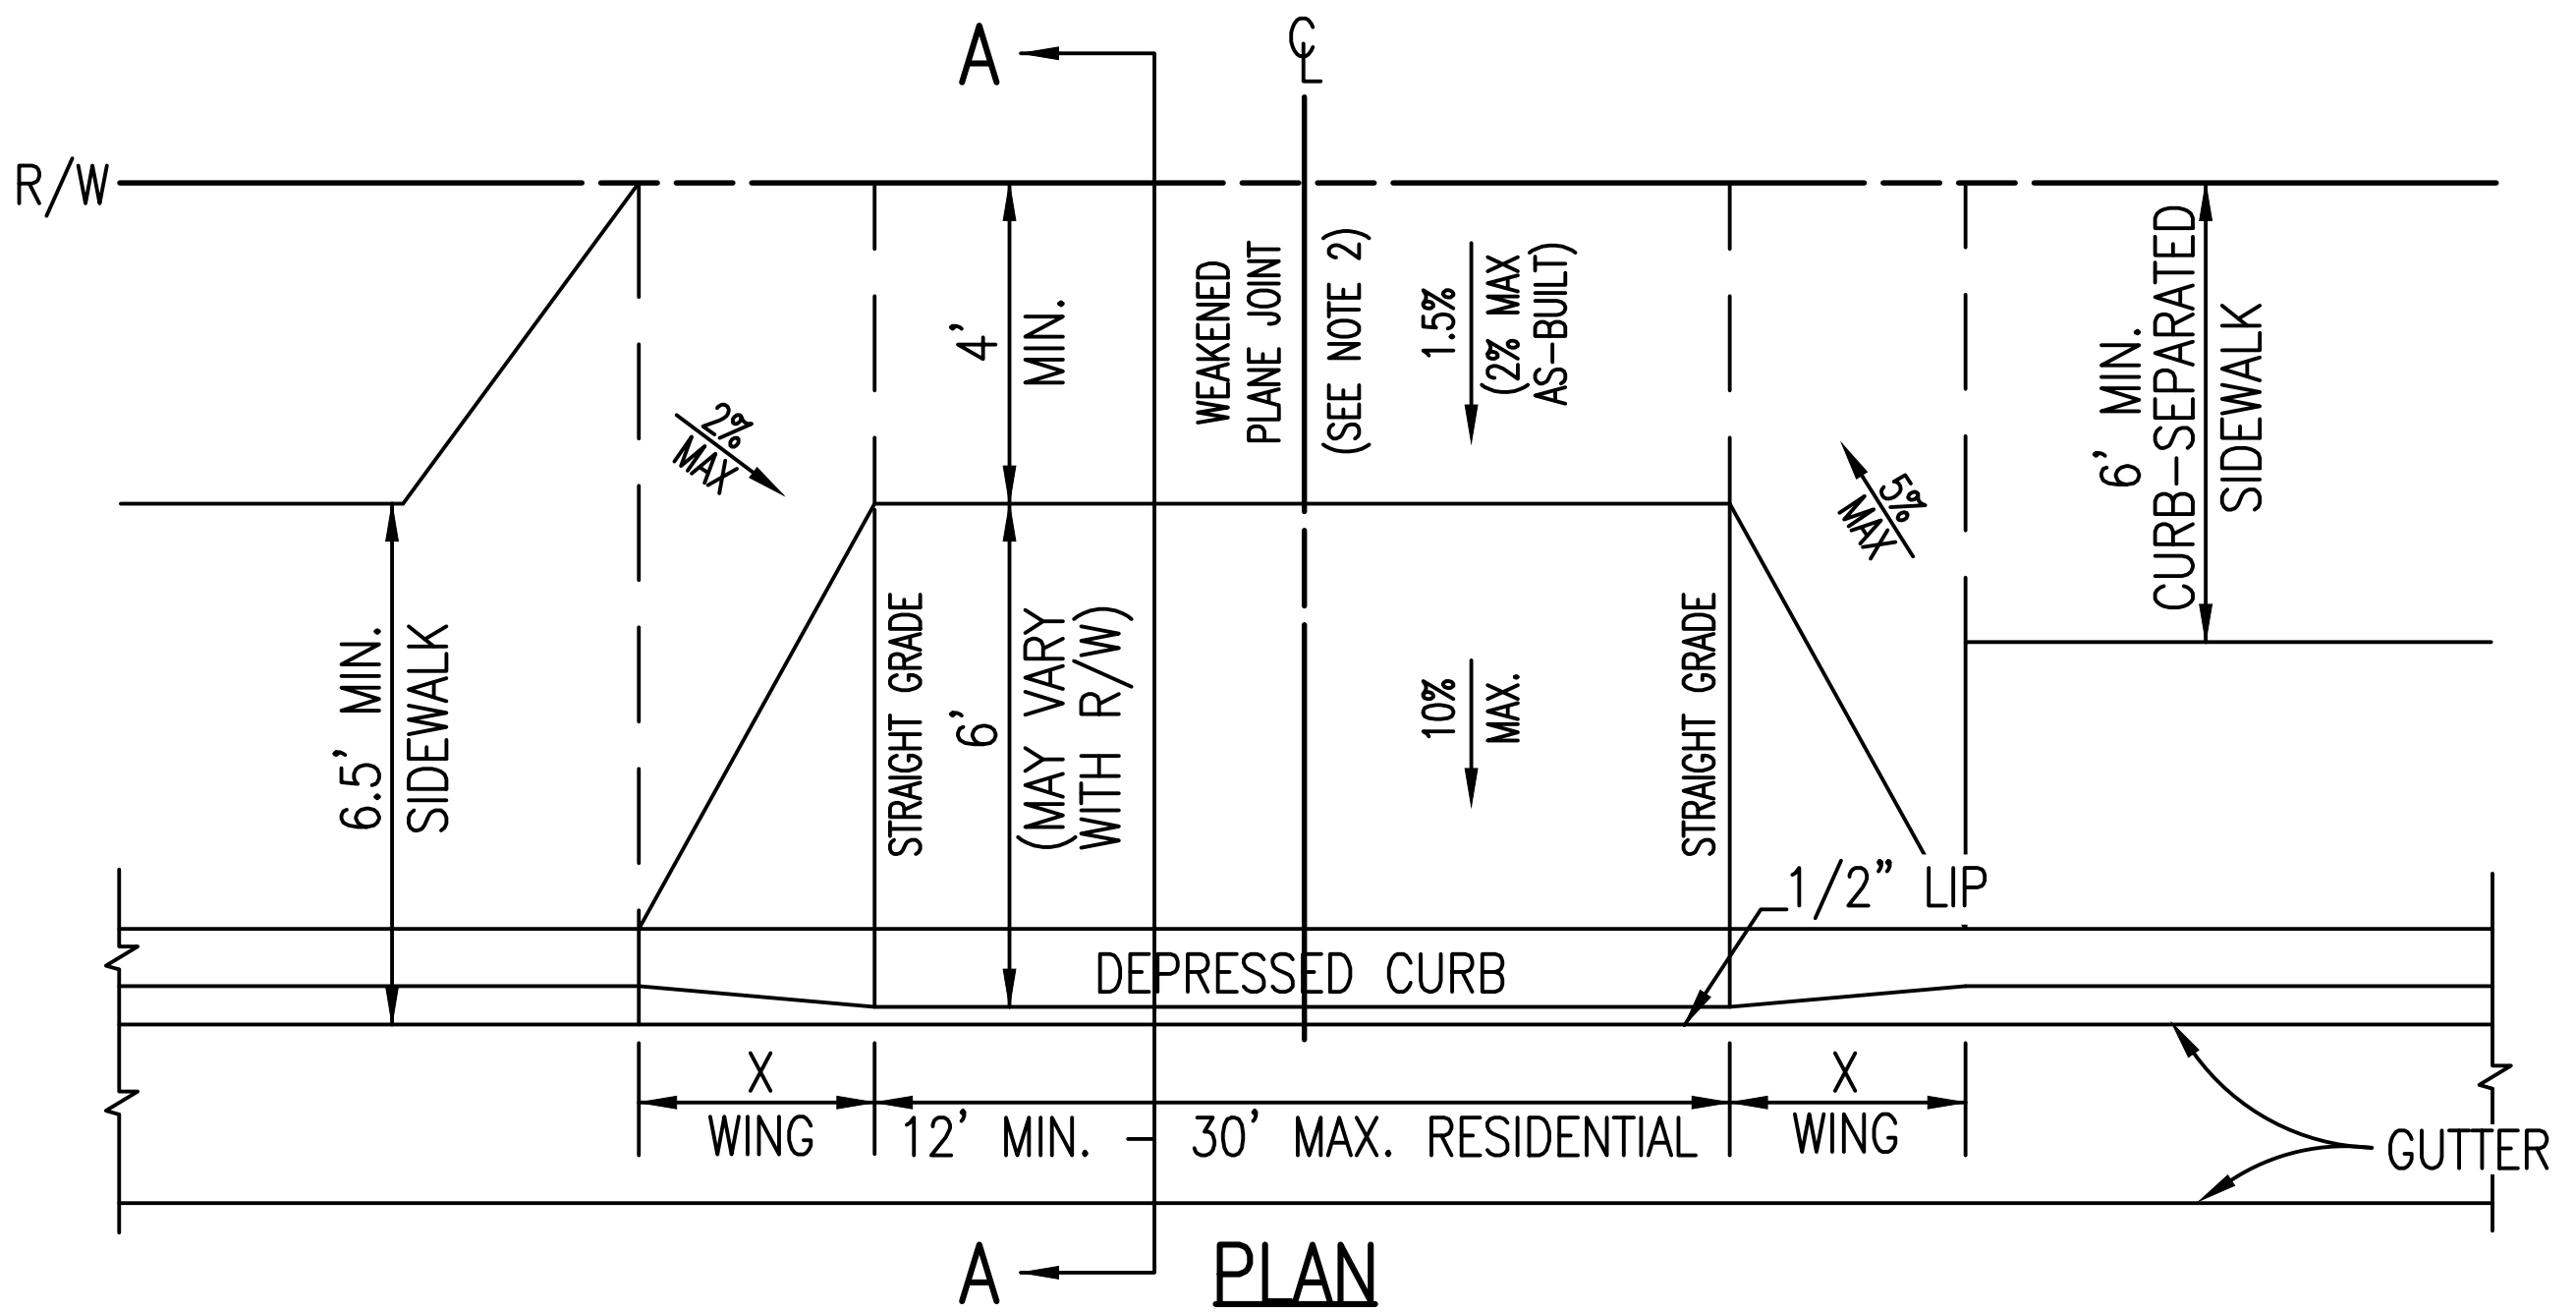 A
℄
R/W
4'
MIN.
WEAKENED
PLANE JOINT
(SEE NOTE 2)
1.5%
(2% MAX
AS-BUILT)
2%
MAX
5%
MAX
6' MIN.
CURB-SEPARATED
SIDEWALK
6.5' MIN.
SIDEWALK
STRAIGHT GRADE
6'
(MAY VARY
WITH R/W)
10%
MAX.
STRAIGHT GRADE
1/2" LIP
DEPRESSED CURB
X
WING
12' MIN. - 30' MAX. RESIDENTIAL
X
WING
GUTTER
A
PLAN